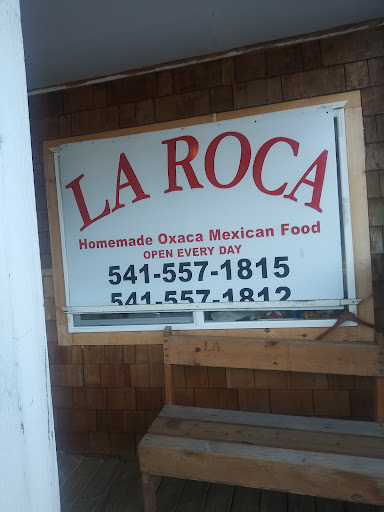 LA ROCA
Homemade Oxaca Mexican Food
OPEN EVERY DAY
541-557-1815
541-557-1812
LA